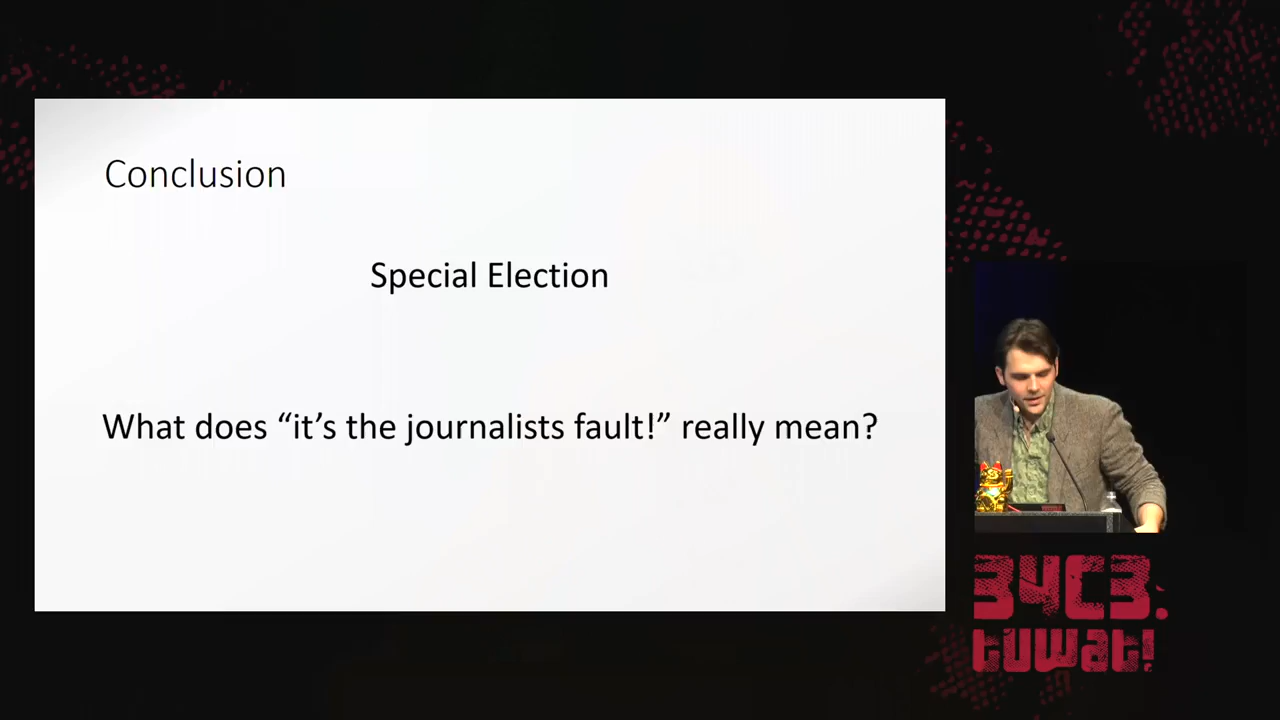 Conclusion
Special Election
What does “it’s the journalists fault!” really mean?
34C3.
tuwat!